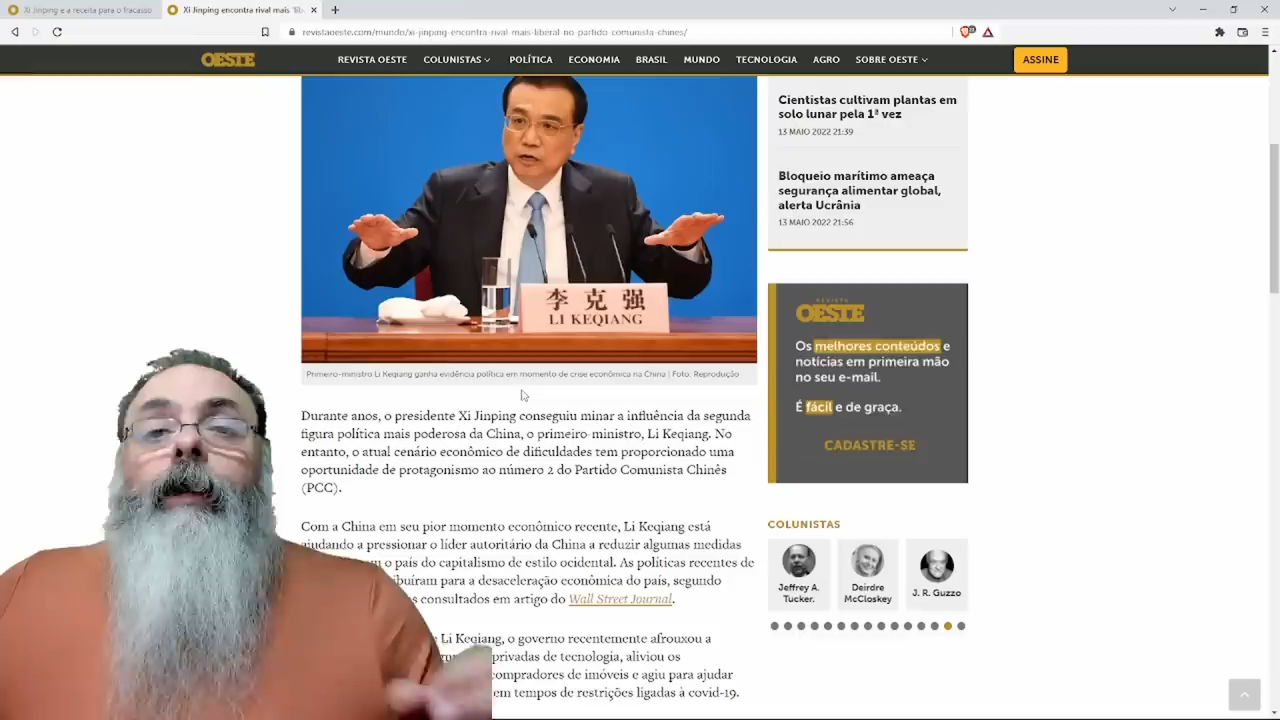 Xi Jinping e a receita para o fracasso
Xi Jinping encontra rival mais "lib
revistaoeste.com/mundo/xi-jinping-encontra-rival-mais-liberal-no-partido-comunista-chines/
OESTE
REVISTA OESTE
COLUNISTAS
POLÍTICA
ECONOMIA
BRASIL
MUNDO
TECNOLOGIA
AGRO
SOBRE OESTE
ASSINE
李克强
LI KEQIANG
Primeiro-ministro Li Keqiang ganha evidência política em momento de crise econômica na China | Foto: Reprodução
Durante anos, o presidente Xi Jinping conseguiu minar a influência da segunda
figura política mais poderosa da China, o primeiro-ministro, Li Keqiang. No
entanto, o atual cenário econômico de dificuldades tem proporcionado uma
oportunidade de protagonismo ao número 2 do Partido Comunista Chinês
(PCC).
Com a China em seu pior momento econômico recente, Li Keqiang está
ajudando a pressionar o líder autoritário da China a reduzir algumas medidas
o país do capitalismo de estilo ocidental. As políticas recentes de
ibuíram para a desaceleração econômica do país, segundo
s consultados em artigo do Wall Street Journal.
e Li Keqiang, o governo recentemente afrouxou a
privadas de tecnologia, aliviou os
compradores de imóveis e agiu para ajudar
em tempos de restrições ligadas à covid-19.
Cientistas cultivam plantas em
solo lunar pela 1ª vez
13 MAIO 2022 21:39
Bloqueio marítimo ameaça
segurança alimentar global,
alerta Ucrânia
13 MAIO 2022 21:56
REVISTA
OESTE
Os melhores conteúdos e
notícias em primeira mão
no seu e-mail.
É fácil e de graça.
CADASTRE-SE
COLUNISTAS
Jeffrey A.
Tucker.
Deirdre
McCloskey
J. R. Guzzo